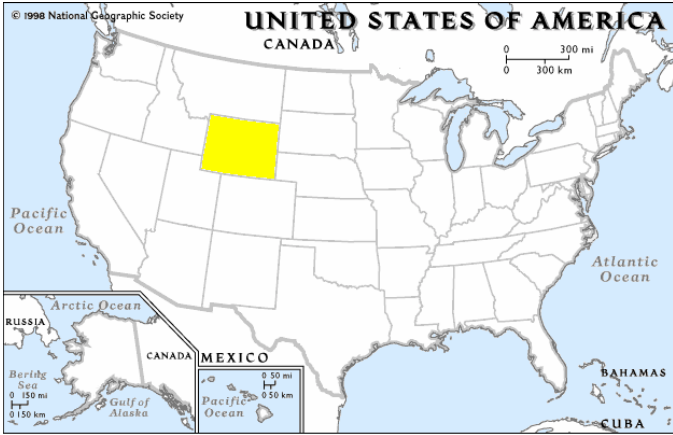 © 1998 National Geographic Society
UNITED STATES OF AMERICA
CANADA
0 300 mi
0 300 km
Pacific
Ocean
Atlantic
Ocean
Arctic Ocean
RUSSIA
CANADA
MEXICO
Bering
Sea
0 150 mi
0 150 km
Gulf of
Alaska
0 50 mi
0 50 km
Pacific
Ocean
BAHAMAS
CUBA